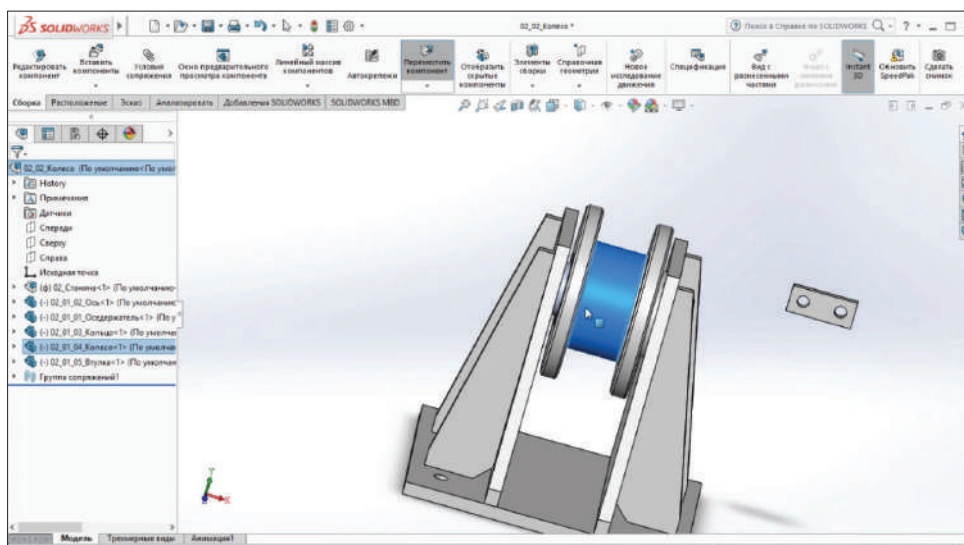 SOLIDWORKS
02_02_Колесо *
Поиск в Справке по SOLIDWORKS
Редактировать компонент
Вставить компоненты
Условия сопряжения
Окно предварительного просмотра компонента
Линейный массив компонентов
Автокрепежи
Переместить компонент
Отобразить скрытые компоненты
Элементы сборки
Справочная геометрия
Новое исследование движения
Спецификация
Вид с разнесенными частями
Instant 3D
Обновить SpeedPak
Сделать снимок
Сборка
Расположение
Эскиз
Анализировать
Добавления SOLIDWORKS
SOLIDWORKS MBD
02_02_Колесо (По умолчанию<По умол
History
Примечания
Датчики
Спереди
Сверху
Справа
Исходная точка
(ф) 02_Станина<1> (По умолчанию
(-) 02_01_02_Ось<1> (По умолчание
(-) 02_01_01_Оседержатель<1> (По у
(-) 02_01_03_Кольцо<1> (По умолча
(-) 02_01_04_Колесо<1> (По умолча
(-) 02_01_05_Втулка<1> (По умолчан
Группа сопряжений1
Модель
Трехмерные виды
Анимация1